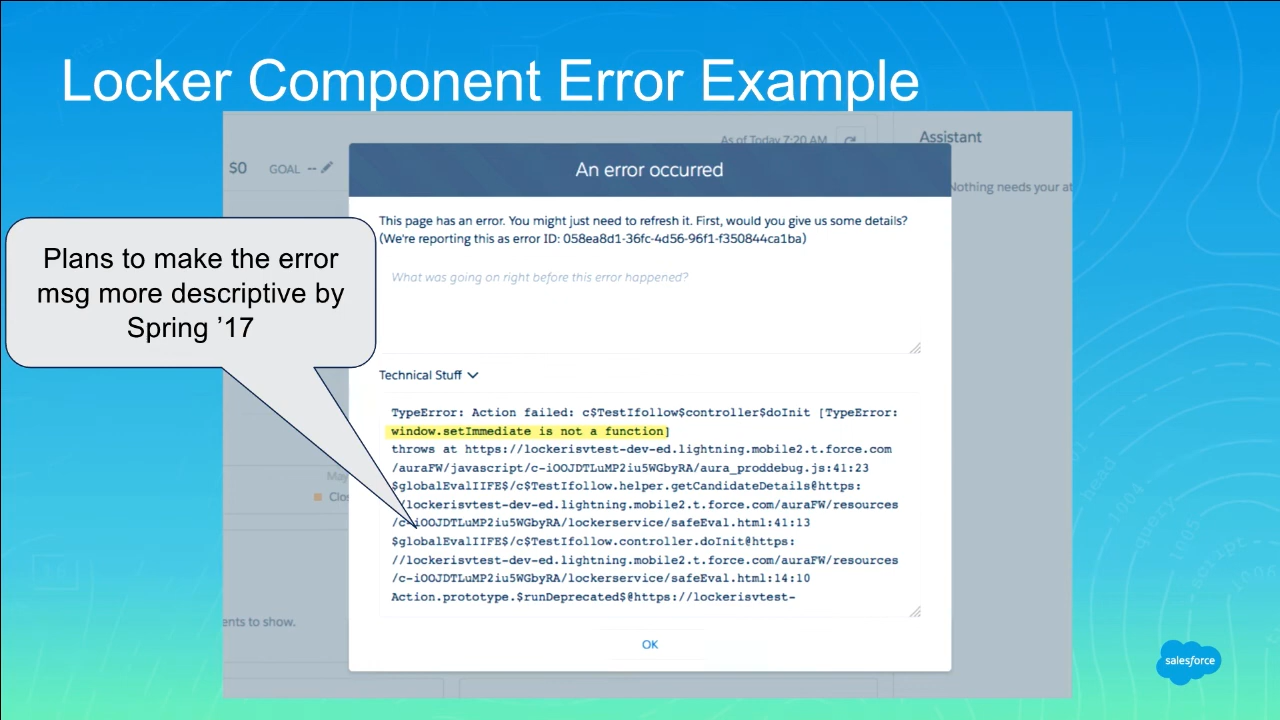 Locker Component Error Example
As of Today 7:20 AM
Assistant
$0 GOAL --
Nothing needs your at
An error occurred
This page has an error. You might just need to refresh it. First, would you give us some details?
(We're reporting this as error ID: 058ea8d1-36fc-4d56-96f1-f350844ca1ba)
What was going on right before this error happened?
Plans to make the error
msg more descriptive by
Spring ’17
Technical Stuff
TypeError: Action failed: c$TestIfollow$controller$doInit [TypeError:
window.setImmediate is not a function]
throws at https://lockerisvtest-dev-ed.lightning.mobile2.t.force.com
/auraFW/javascript/c-iOOJDTLuMP2iu5WGbyRA/aura_proddebug.js:41:23
$globalEvalIIFE$/c$TestIfollow.helper.getCandidateDetails@https:
//lockerisvtest-dev-ed.lightning.mobile2.t.force.com/auraFW/resources
/c-iOOJDTLuMP2iu5WGbyRA/lockerservice/safeEval.html:41:13
$globalEvalIIFE$/c$TestIfollow.controller.doInit@https:
//lockerisvtest-dev-ed.lightning.mobile2.t.force.com/auraFW/resources
/c-iOOJDTLuMP2iu5WGbyRA/lockerservice/safeEval.html:14:10
Action.prototype.$runDeprecated$@https://lockerisvtest-
May
Clos
ents to show.
OK
head
1004
query
1005
script
salesforce